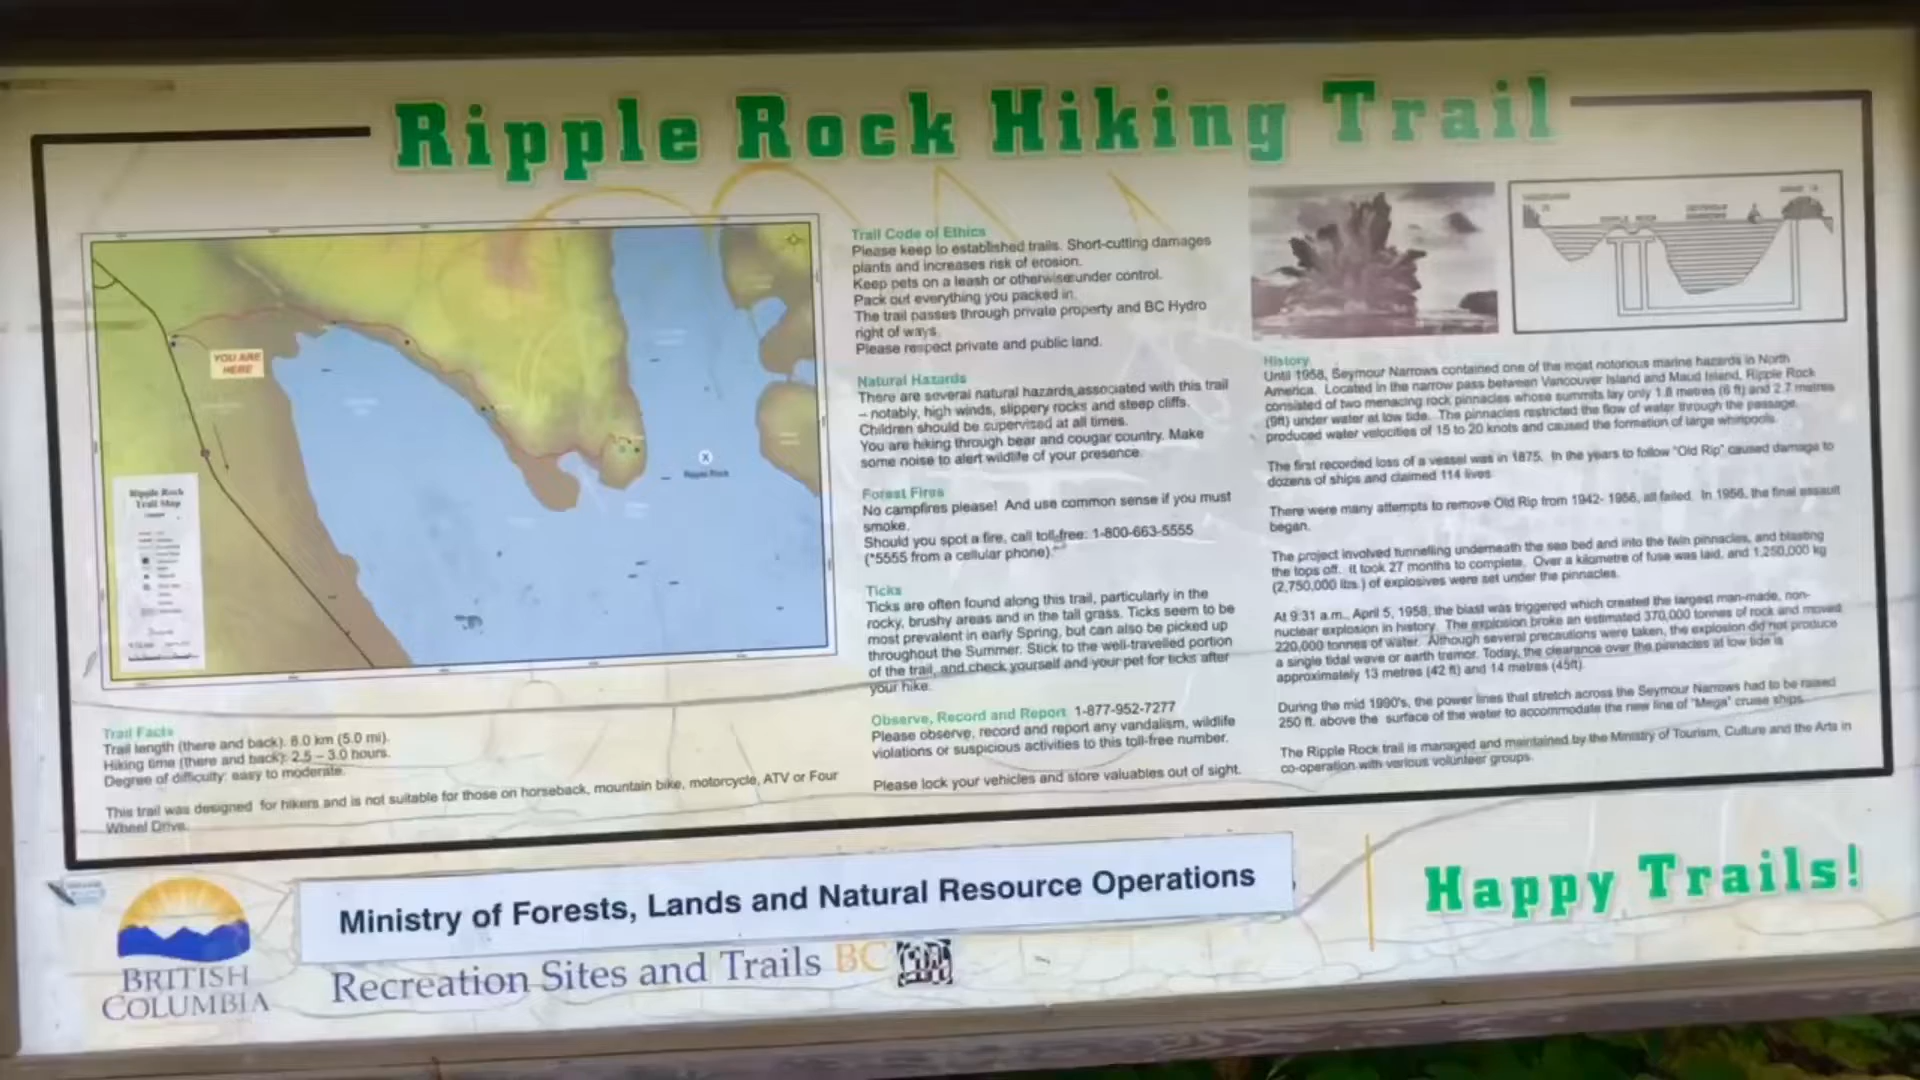 Ripple Rock Hiking Trail
YOU ARE
HERE
Ripple Rock
Ripple Rock
Trail Map
Trail Facts
Trail length (there and back): 8.0 km (5.0 mi).
Hiking time (there and back): 2.5 – 3.0 hours.
Degree of difficulty: easy to moderate.
This trail was designed for hikers and is not suitable for those on horseback, mountain bike, motorcycle, ATV or Four
Wheel Drive.
Trail Code of Ethics
Please keep to established trails. Short-cutting damages
plants and increases risk of erosion.
Keep pets on a leash or otherwise under control.
Pack out everything you packed in.
The trail passes through private property and BC Hydro
right of ways.
Please respect private and public land.
Natural Hazards
There are several natural hazards associated with this trail
– notably, high winds, slippery rocks and steep cliffs.
Children should be supervised at all times.
You are hiking through bear and cougar country. Make
some noise to alert wildlife of your presence.
Forest Fires
No campfires please! And use common sense if you must
smoke.
Should you spot a fire, call toll-free: 1-800-663-5555
(*5555 from a cellular phone).
Ticks
Ticks are often found along this trail, particularly in the
rocky, brushy areas and in the tall grass. Ticks seem to be
most prevalent in early Spring, but can also be picked up
throughout the Summer. Stick to the well-travelled portion
of the trail, and check yourself and your pet for ticks after
your hike.
Observe, Record and Report 1-877-952-7277
Please observe, record and report any vandalism, wildlife
violations or suspicious activities to this toll-free number.
Please lock your vehicles and store valuables out of sight.
History
Until 1958, Seymour Narrows contained one of the most notorious marine hazards in North
America. Located in the narrow pass between Vancouver Island and Maud Island, Ripple Rock
consisted of two menacing rock pinnacles whose summits lay only 1.8 metres (6 ft) and 2.7 metres
(9ft) under water at low tide. The pinnacles restricted the flow of water through the passage,
produced water velocities of 15 to 20 knots and caused the formation of large whirlpools.
The first recorded loss of a vessel was in 1875. In the years to follow "Old Rip" caused damage to
dozens of ships and claimed 114 lives.
There were many attempts to remove Old Rip from 1942- 1956, all failed. In 1956, the final assault
began.
The project involved tunnelling underneath the sea bed and into the twin pinnacles, and blasting
the tops off. It took 27 months to complete. Over a kilometre of fuse was laid, and 1,250,000 kg
(2,750,000 lbs.) of explosives were set under the pinnacles.
At 9:31 a.m., April 5, 1958, the blast was triggered which created the largest man-made, non-
nuclear explosion in history. The explosion broke an estimated 370,000 tonnes of rock and moved
220,000 tonnes of water. Although several precautions were taken, the explosion did not produce
a single tidal wave or earth tremor. Today, the clearance over the pinnacles at low tide is
approximately 13 metres (42 ft) and 14 metres (45ft).
During the mid 1990's, the power lines that stretch across the Seymour Narrows had to be raised
250 ft. above the surface of the water to accommodate the new line of "Mega" cruise ships.
The Ripple Rock trail is managed and maintained by the Ministry of Tourism, Culture and the Arts in
co-operation with various volunteer groups.
BRITISH
COLUMBIA
Ministry of Forests, Lands and Natural Resource Operations
Recreation Sites and Trails BC
Happy Trails!